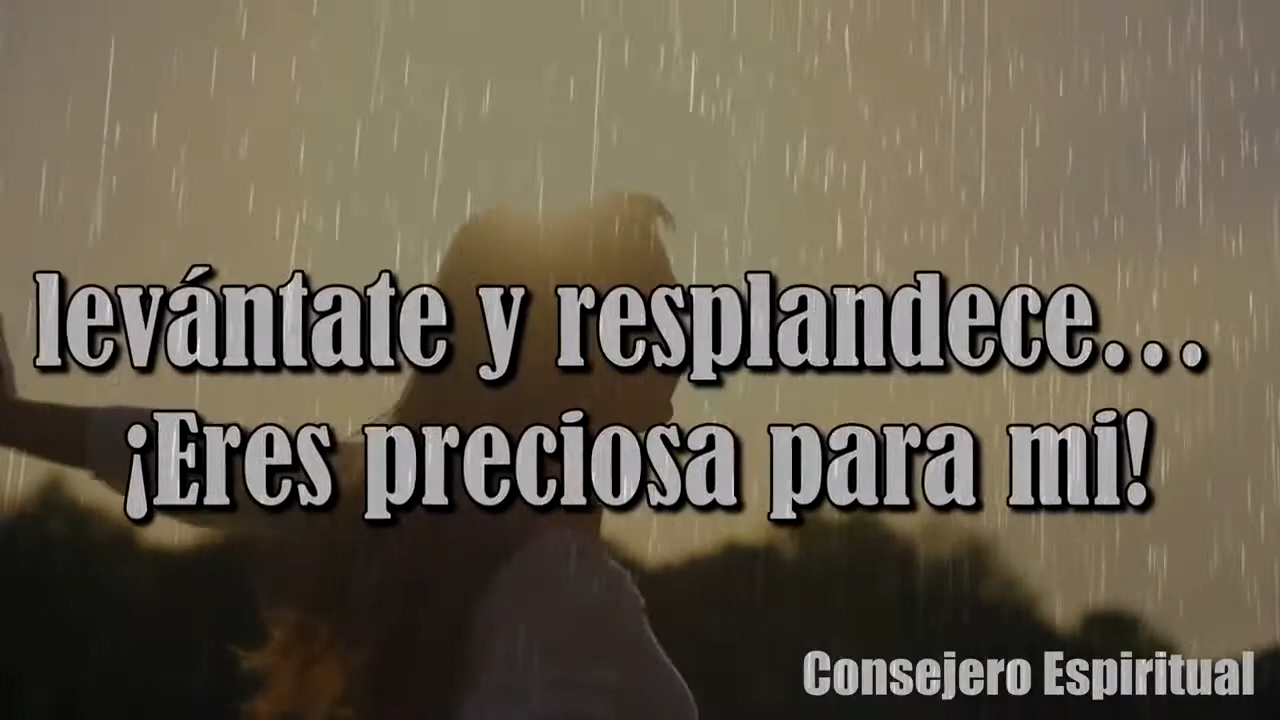 levántate y resplandece...
¡Eres preciosa para mi!
Consejero Espiritual